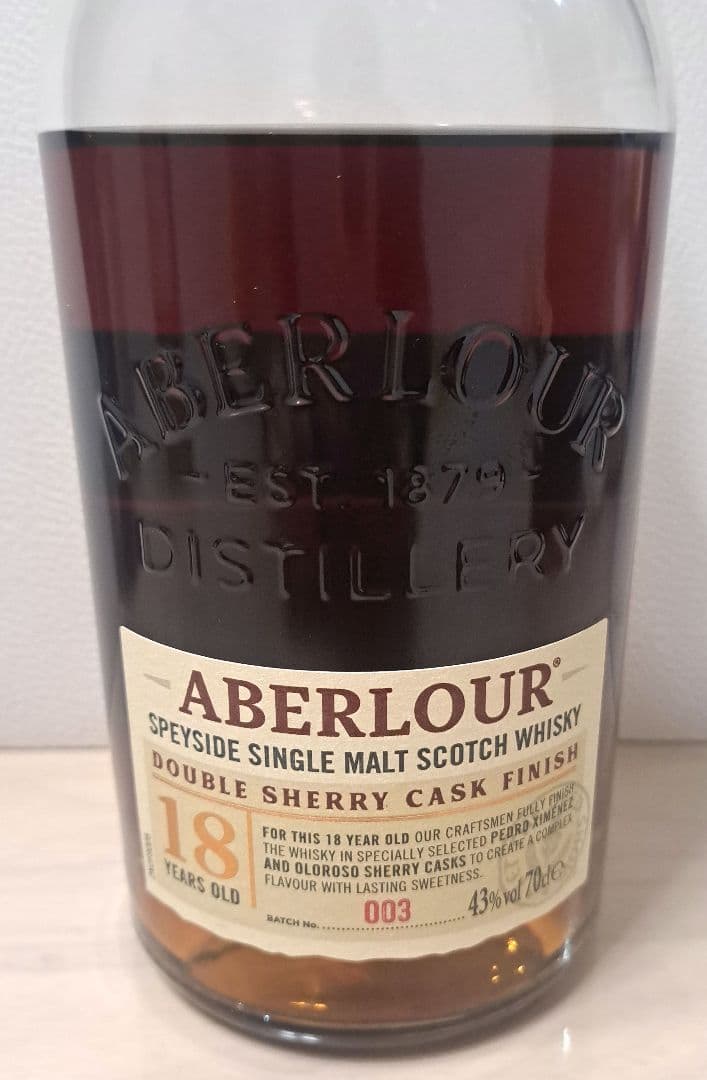 ABERLOUR
- EST. 1879 -
DISTILLERY
ABERLOUR®
SPEYSIDE SINGLE MALT SCOTCH WHISKY
DOUBLE SHERRY CASK FINISH
18
YEARS OLD
FOR THIS 18 YEAR OLD OUR CRAFTSMEN FULLY FINISH
THE WHISKY IN SPECIALLY SELECTED PEDRO XIMÉNEZ
AND OLOROSO SHERRY CASKS TO CREATE A COMPLEX
FLAVOUR WITH LASTING SWEETNESS.
BATCH No. 003
43%vol 70cl℮